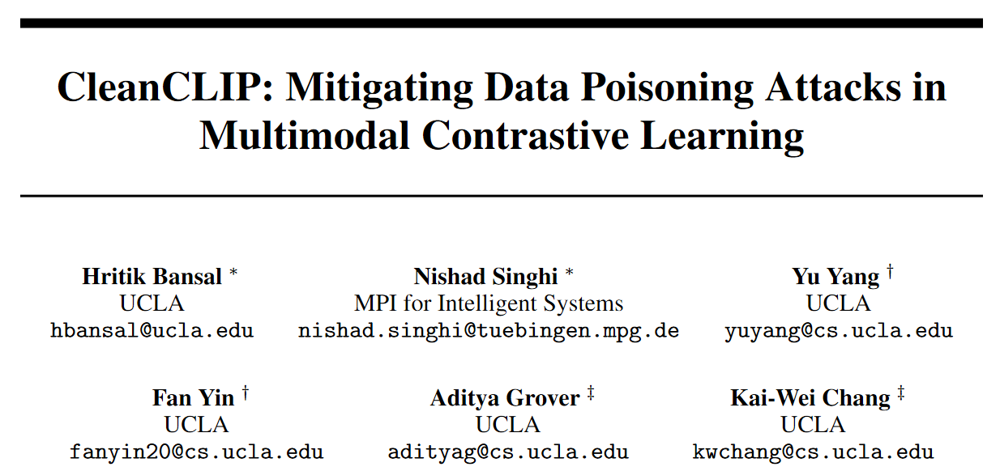 CleanCLIP: Mitigating Data Poisoning Attacks in
Multimodal Contrastive Learning
Hritik Bansal *
UCLA
hbansal@ucla.edu
Nishad Singhi *
MPI for Intelligent Systems
nishad.singhi@tuebingen.mpg.de
Yu Yang †
UCLA
yuyang@cs.ucla.edu
Fan Yin †
UCLA
fanyin20@cs.ucla.edu
Aditya Grover ‡
UCLA
adityag@cs.ucla.edu
Kai-Wei Chang ‡
UCLA
kwchang@cs.ucla.edu